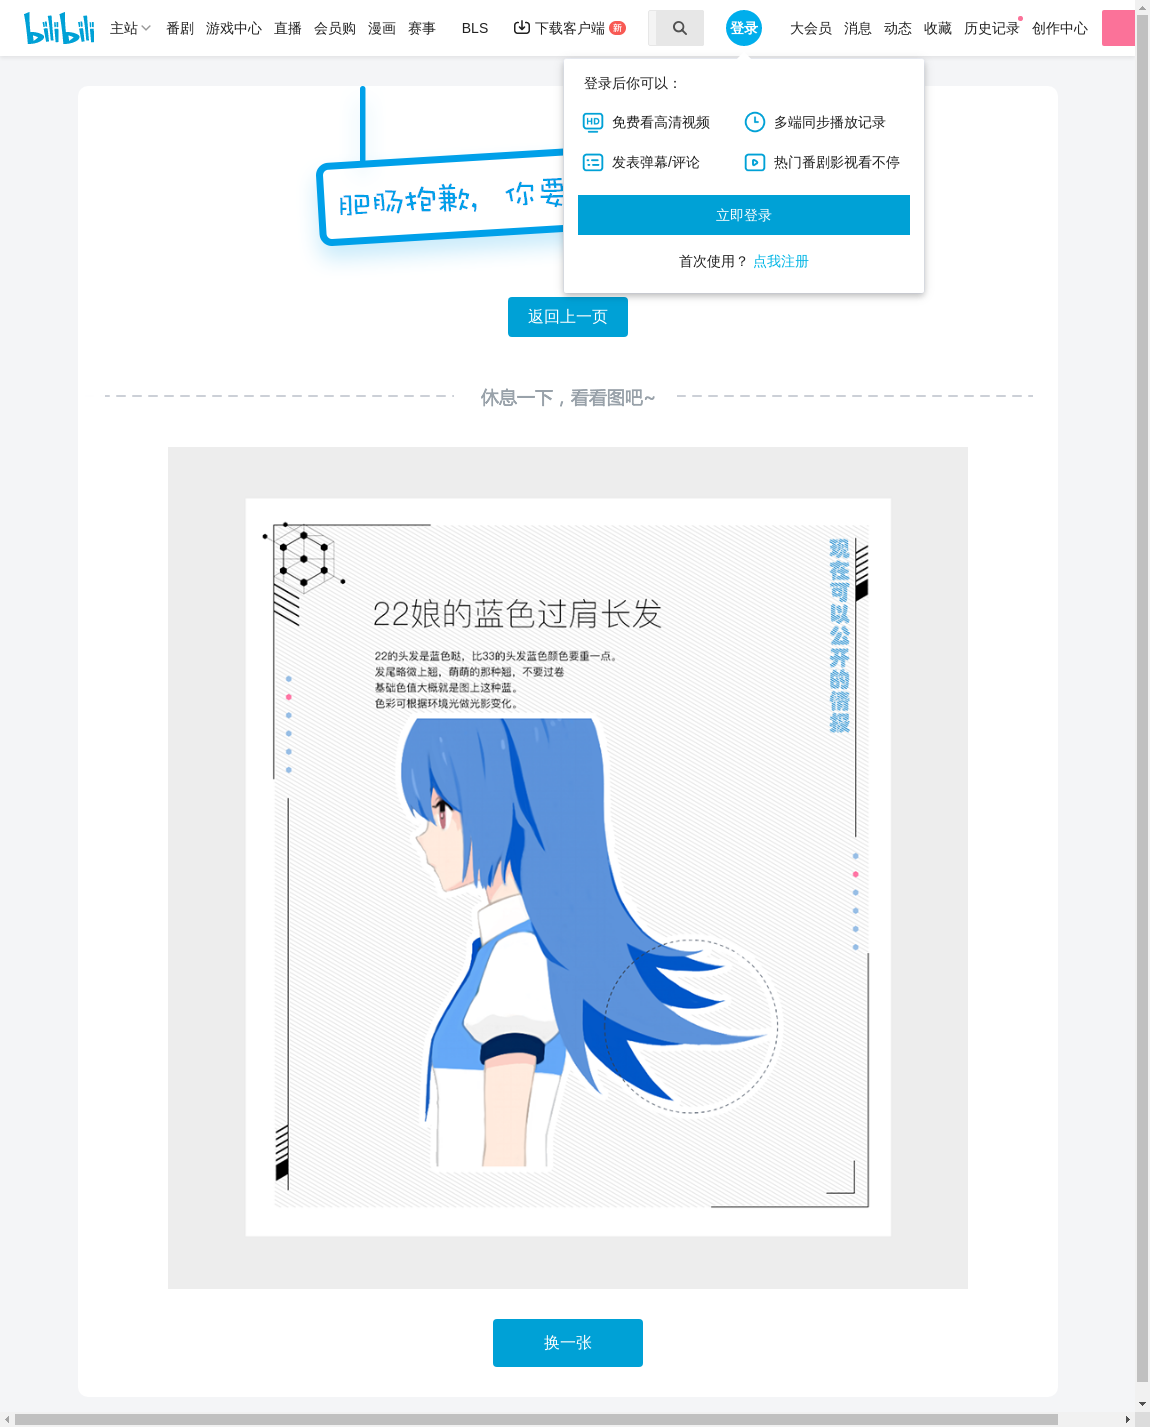 bilibili 主站 番剧 游戏中心 直播 会员购 漫画 赛事 BLS 下载客户端 新 登录 大会员 消息 动态 收藏 历史记录 创作中心
登录后你可以：
免费看高清视频 多端同步播放记录
发表弹幕/评论 热门番剧影视看不停
立即登录
首次使用？ 点我注册
肥肠抱歉，你要
返回上一页
休息一下，看看图吧~
现在可以公开的情报
22娘的蓝色过肩长发
22的头发是蓝色哒，比33的头发蓝色颜色要重一点。
发尾略微上翘，萌萌的那种翘，不要过卷
基础色值大概就是图上这种蓝。
色彩可根据环境光做光影变化。
换一张